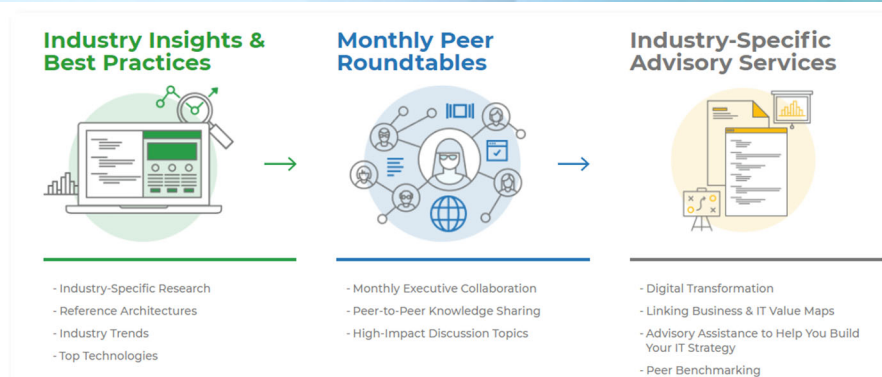 Industry Insights &
Best Practices
- Industry-Specific Research
- Reference Architectures
- Industry Trends
- Top Technologies
Monthly Peer
Roundtables
- Monthly Executive Collaboration
- Peer-to-Peer Knowledge Sharing
- High-Impact Discussion Topics
Industry-Specific
Advisory Services
- Digital Transformation
- Linking Business & IT Value Maps
- Advisory Assistance to Help You Build
Your IT Strategy
- Peer Benchmarking